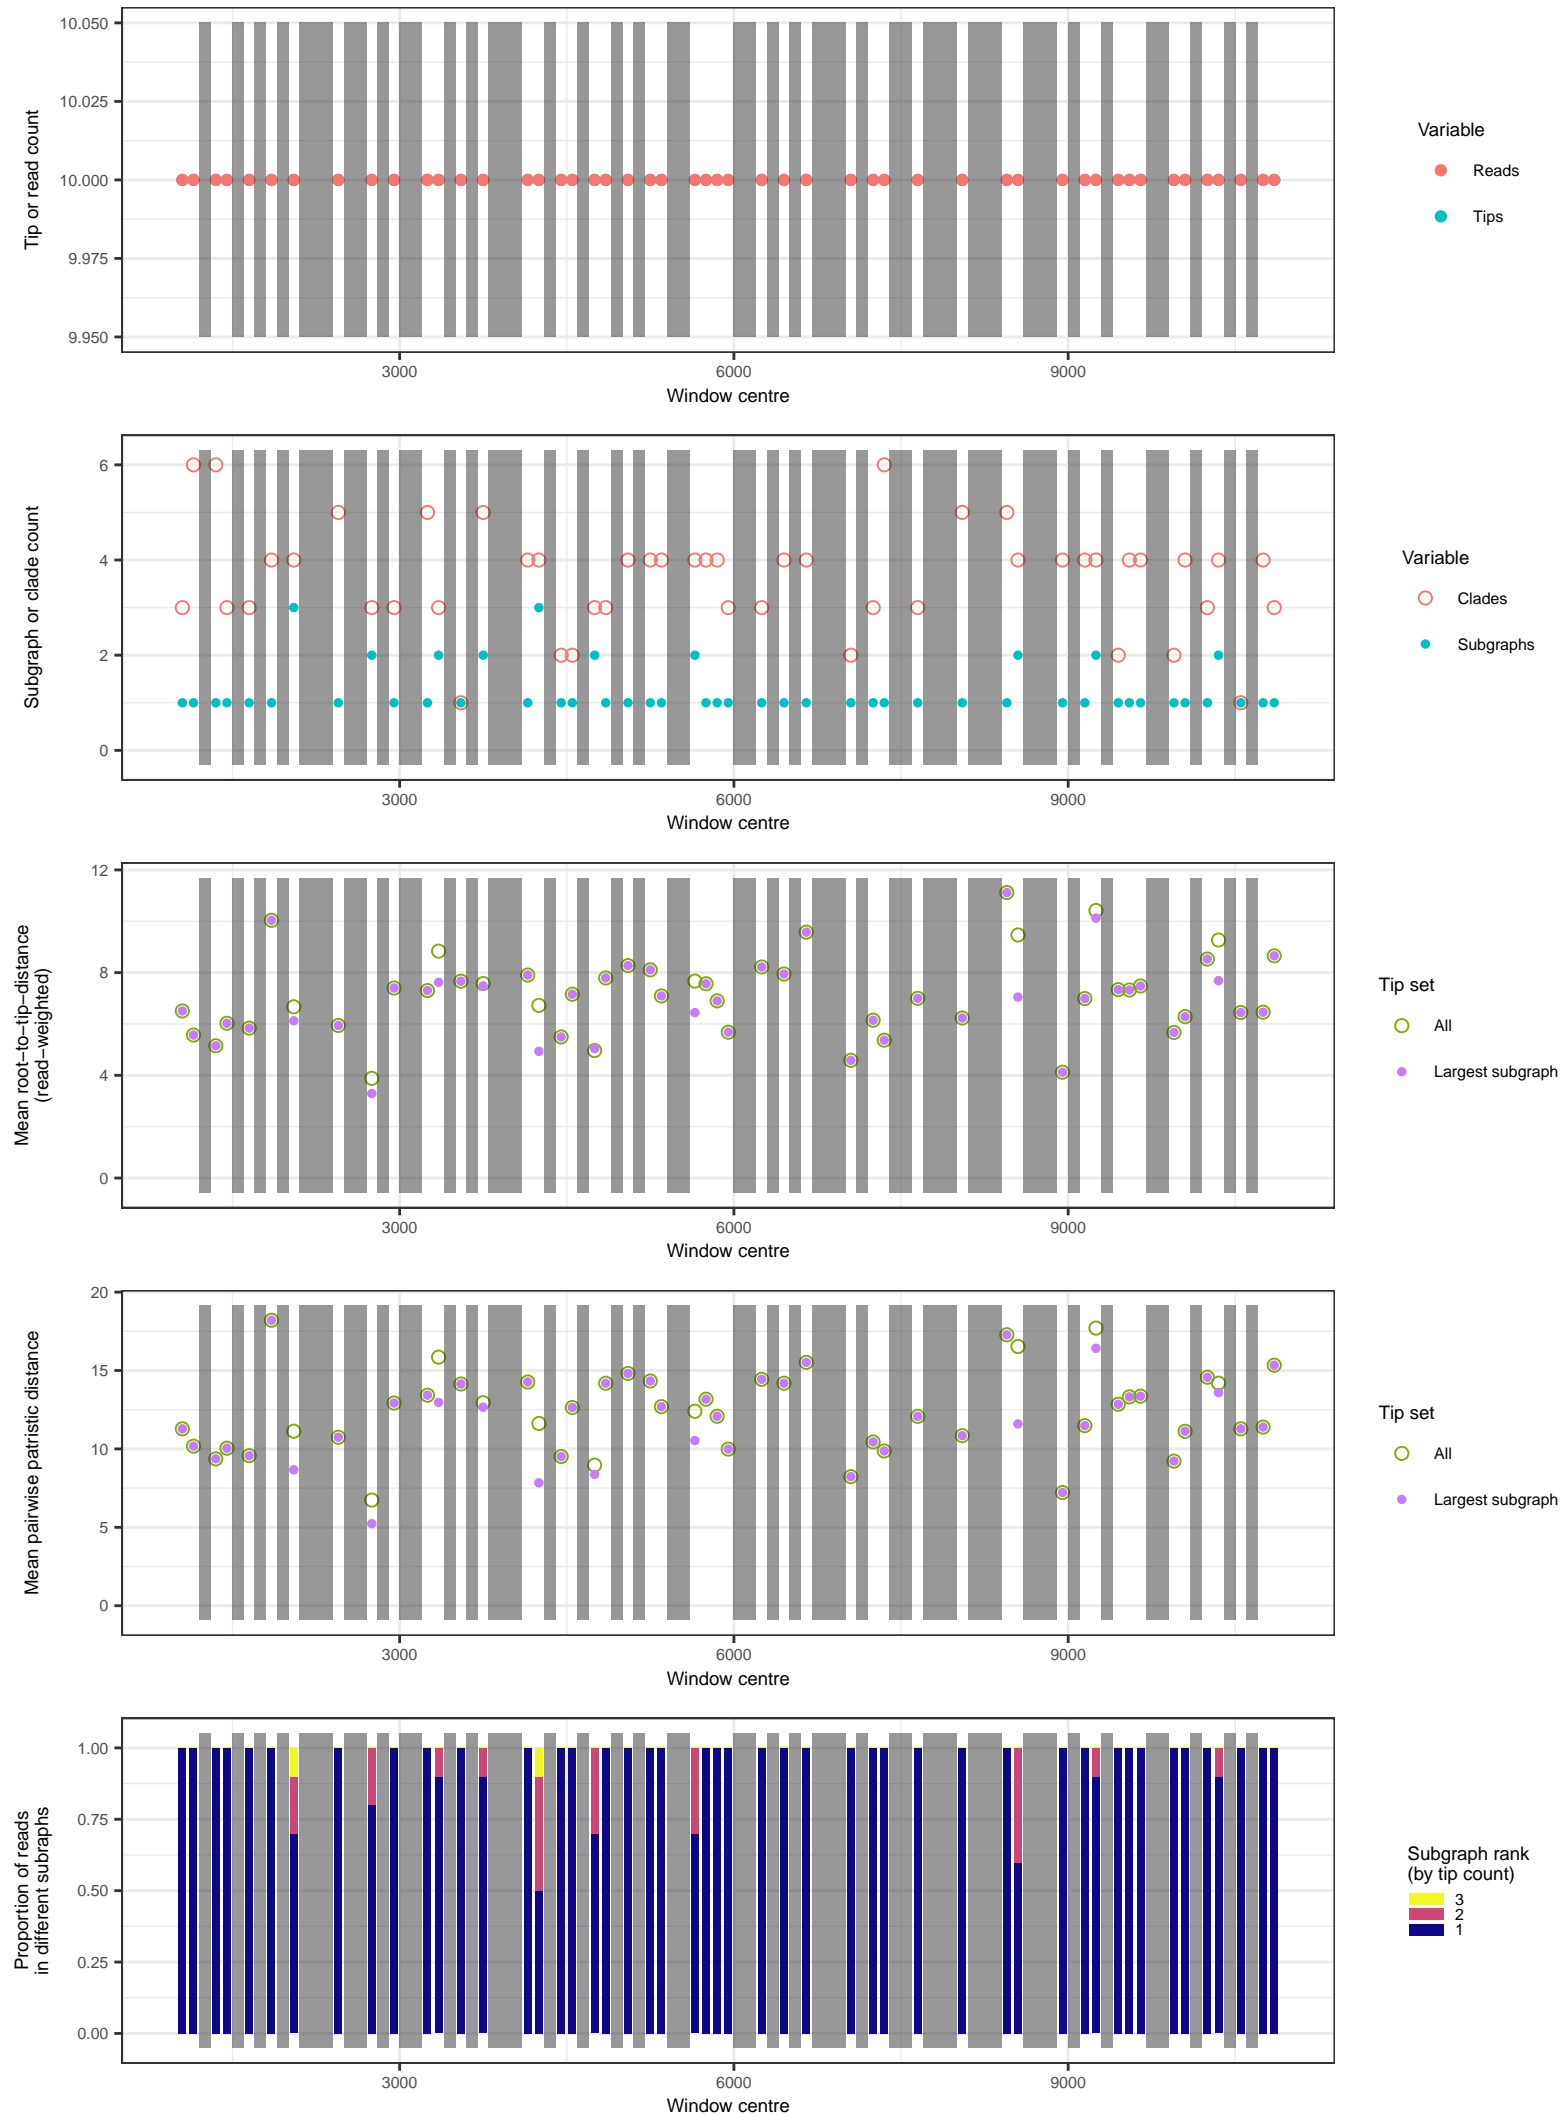 10.050
10.025
10.000
9.975
9.950
Tip or read count
3000
6000
9000
Window centre
Variable
Reads
Tips
6
4
2
0
Subgraph or clade count
3000
6000
9000
Window centre
Variable
Clades
Subgraphs
12
8
4
0
Mean root−to−tip−distance
(read−weighted)
3000
6000
9000
Window centre
Tip set
All
Largest subgraph
20
15
10
5
0
Mean pairwise patristic distance
3000
6000
9000
Window centre
Tip set
All
Largest subgraph
1.00
0.75
0.50
0.25
0.00
Proportion of reads
in different subraphs
3000
6000
9000
Window centre
Subgraph rank
(by tip count)
3
2
1